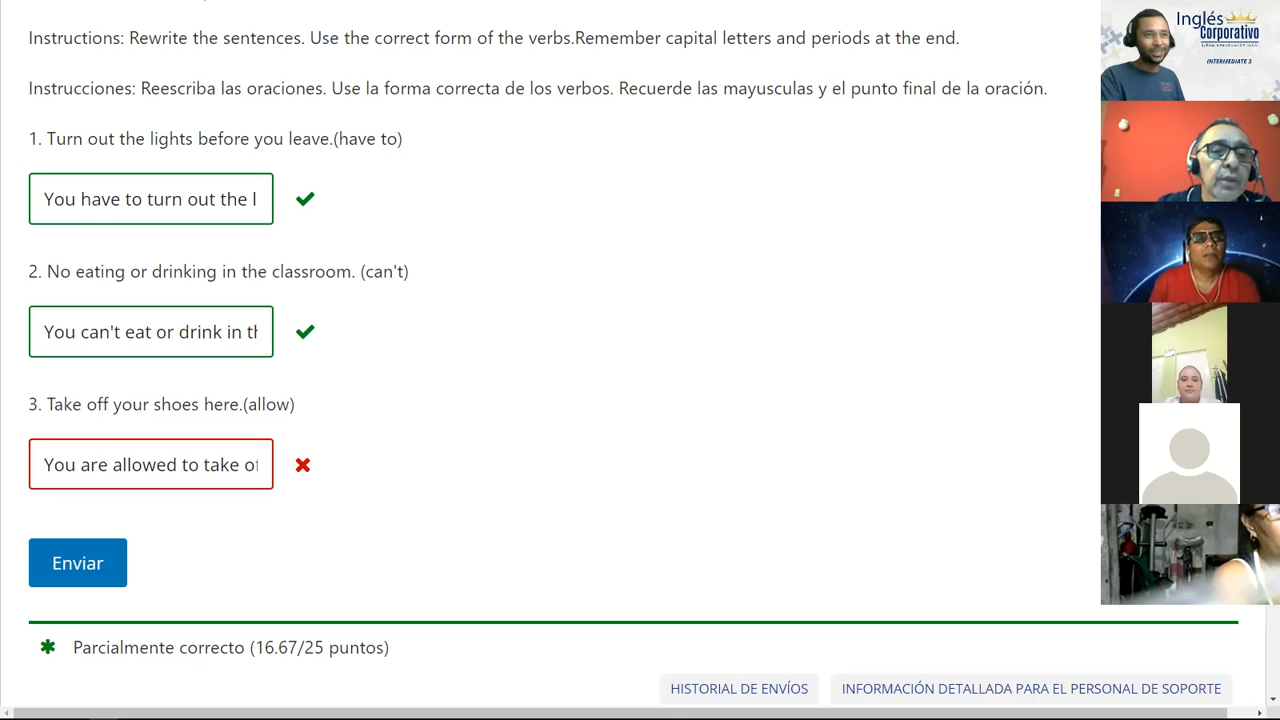 Instructions: Rewrite the sentences. Use the correct form of the verbs.Remember capital letters and periods at the end.
Instrucciones: Reescriba las oraciones. Use la forma correcta de los verbos. Recuerde las mayusculas y el punto final de la oración.
1. Turn out the lights before you leave.(have to)
You have to turn out the l
2. No eating or drinking in the classroom. (can't)
You can't eat or drink in th
3. Take off your shoes here.(allow)
You are allowed to take of
Enviar
Parcialmente correcto (16.67/25 puntos)
HISTORIAL DE ENVÍOS
INFORMACIÓN DETALLADA PARA EL PERSONAL DE SOPORTE
Inglés
Corporativo
INTERMEDIATE 3